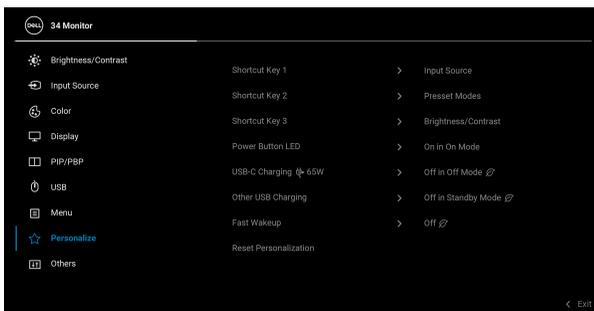 DELL 34 Monitor
Brightness/Contrast
Input Source
Color
Display
PIP/PBP
USB
Menu
Personalize
Others
Shortcut Key 1 > Input Source
Shortcut Key 2 > Presset Modes
Shortcut Key 3 > Brightness/Contrast
Power Button LED > On in On Mode
USB-C Charging 65W > Off in Off Mode
Other USB Charging > Off in Standby Mode
Fast Wakeup > Off
Reset Personalization
< Exit